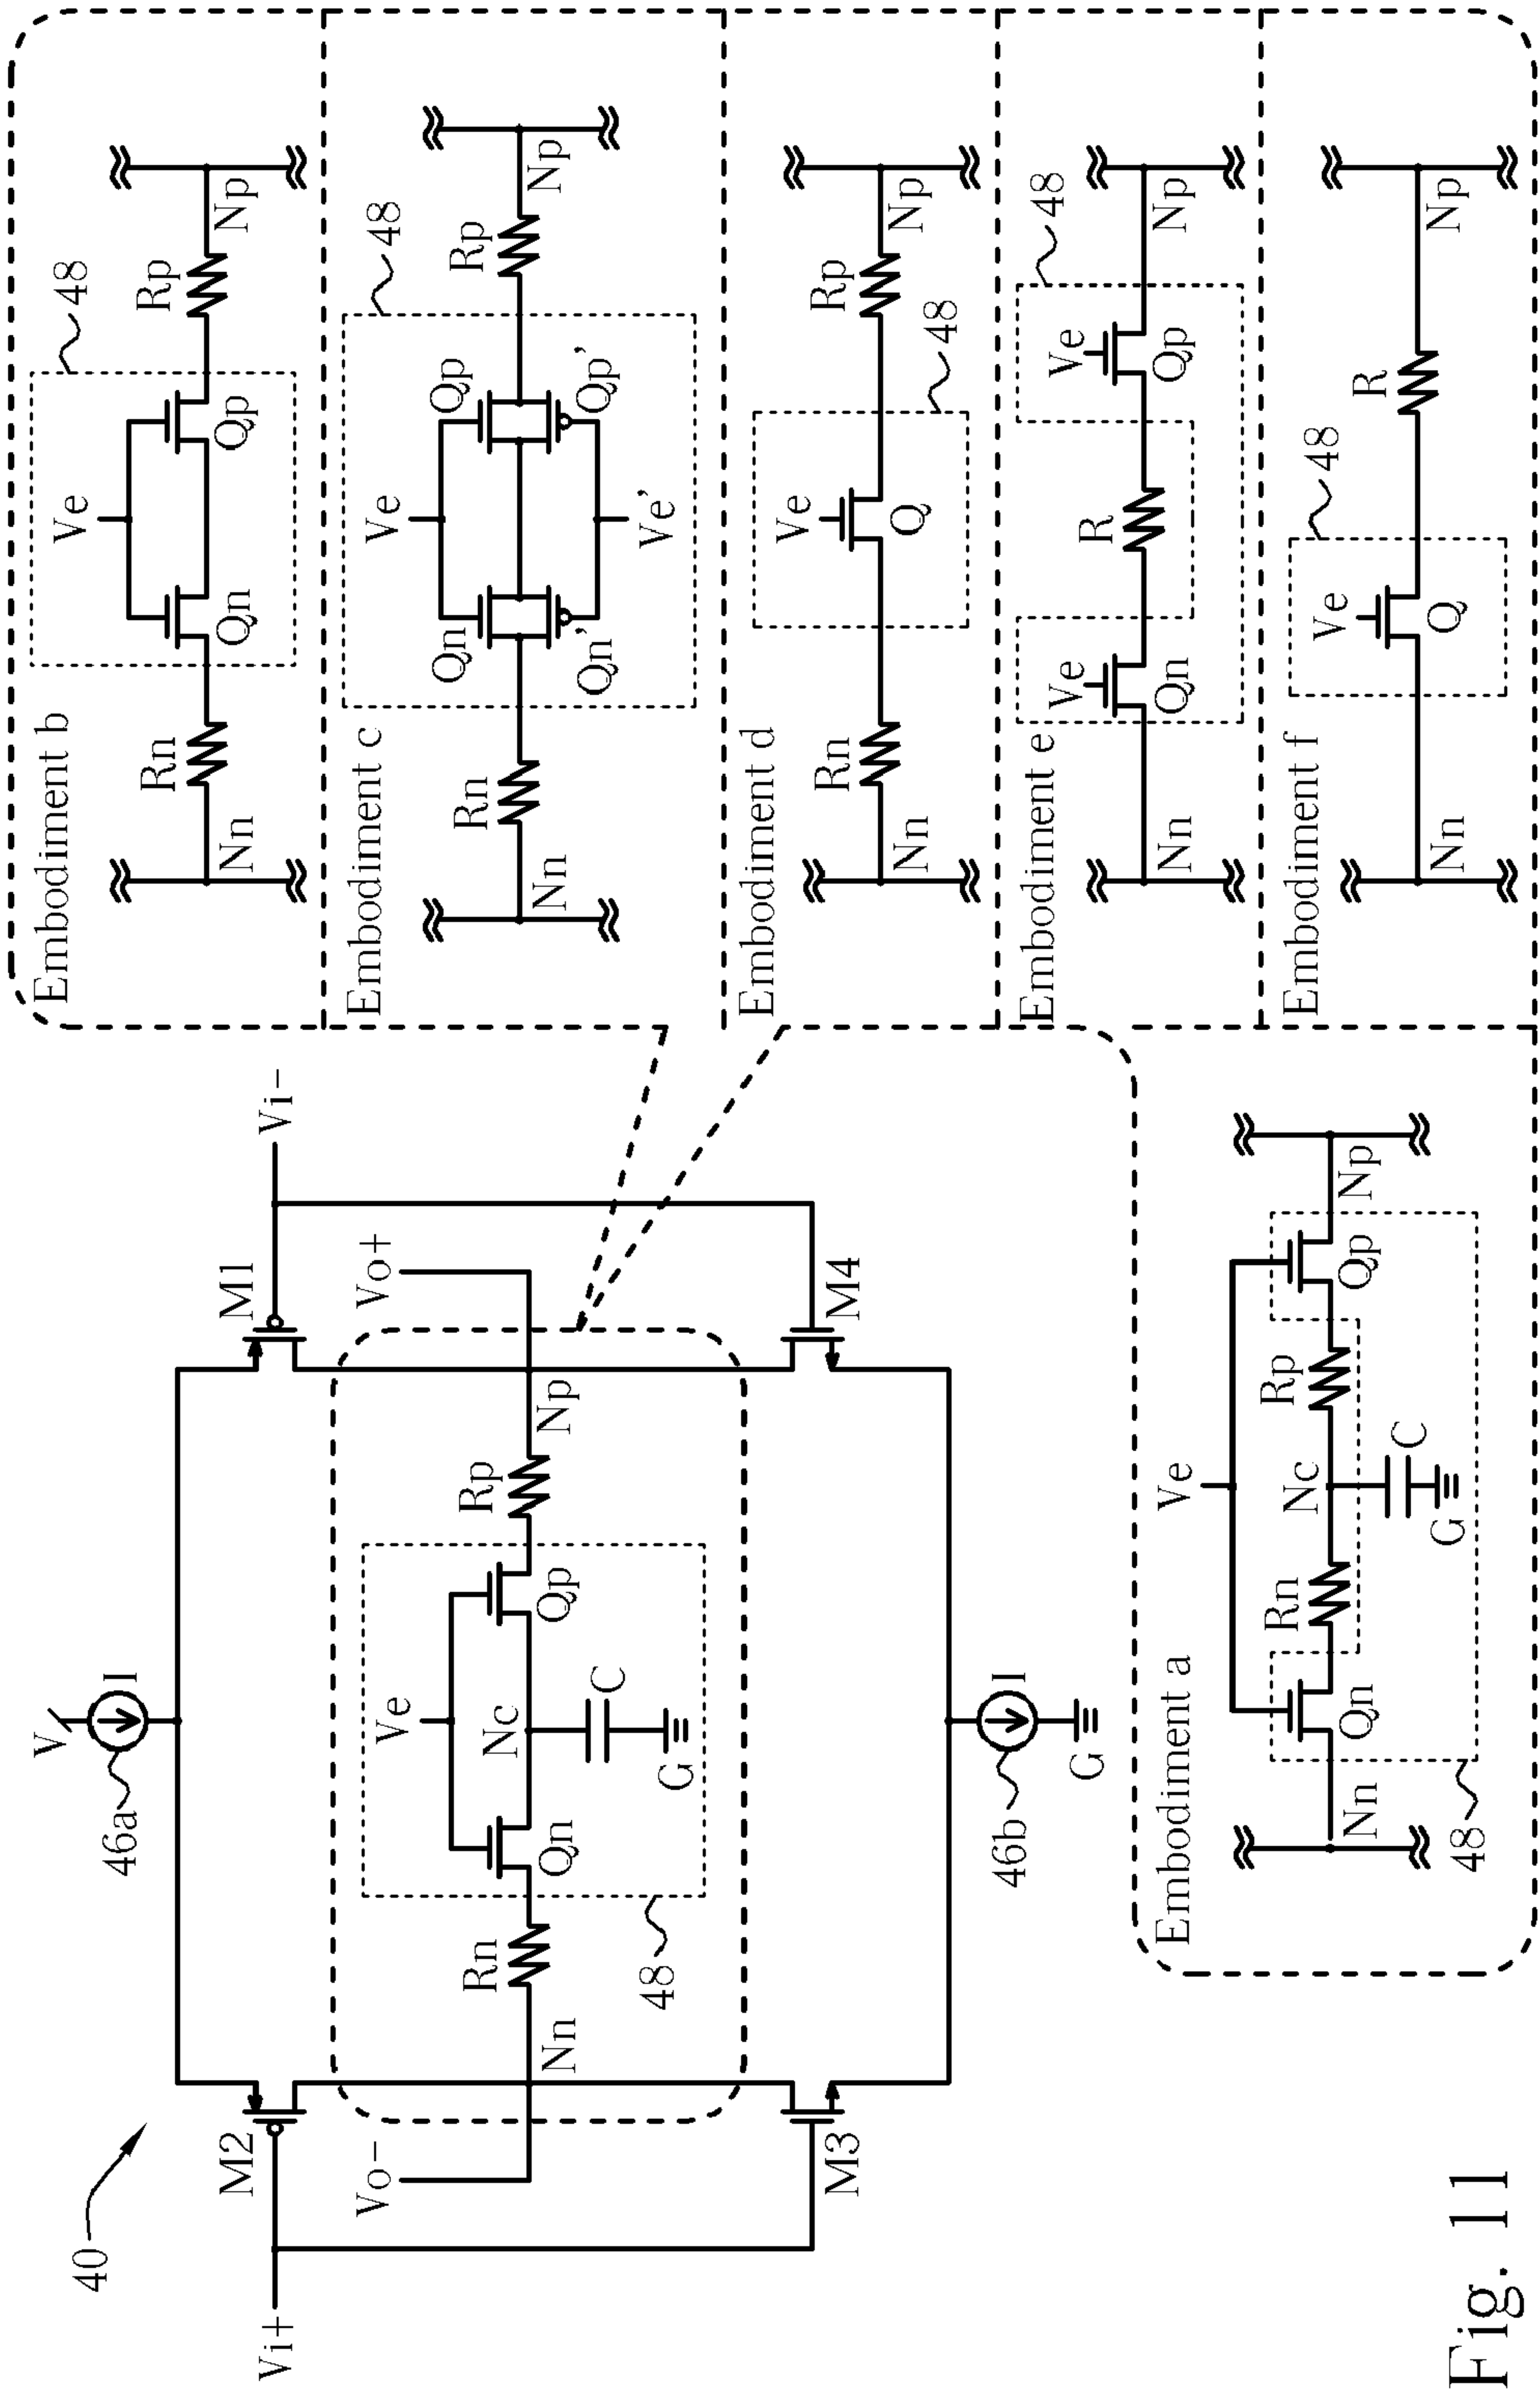 40
Vi+
M2
Vo−
M3
V
46a
I
Ve
Nc
C
G
Qn
Qp
Rn
Rp
Nn
Np
48
46b
I
G
M1
Vo+
M4
Vi−
Embodiment a
Ve
Nn
Qn
Rn
Nc
C
G
Rp
Qp
Np
48
Embodiment b
Nn
Rn
Ve
Qn
Qp
48
Rp
Np
Embodiment c
Nn
Rn
Ve
Qn
Qp
Qn'
Qp'
Ve'
48
Rp
Np
Embodiment d
Nn
Rn
Ve
Q
48
Rp
Np
Embodiment e
Nn
Ve
Qn
R
Ve
Qp
48
Np
Embodiment f
Nn
Ve
Q
48
R
Np
Fig. 11